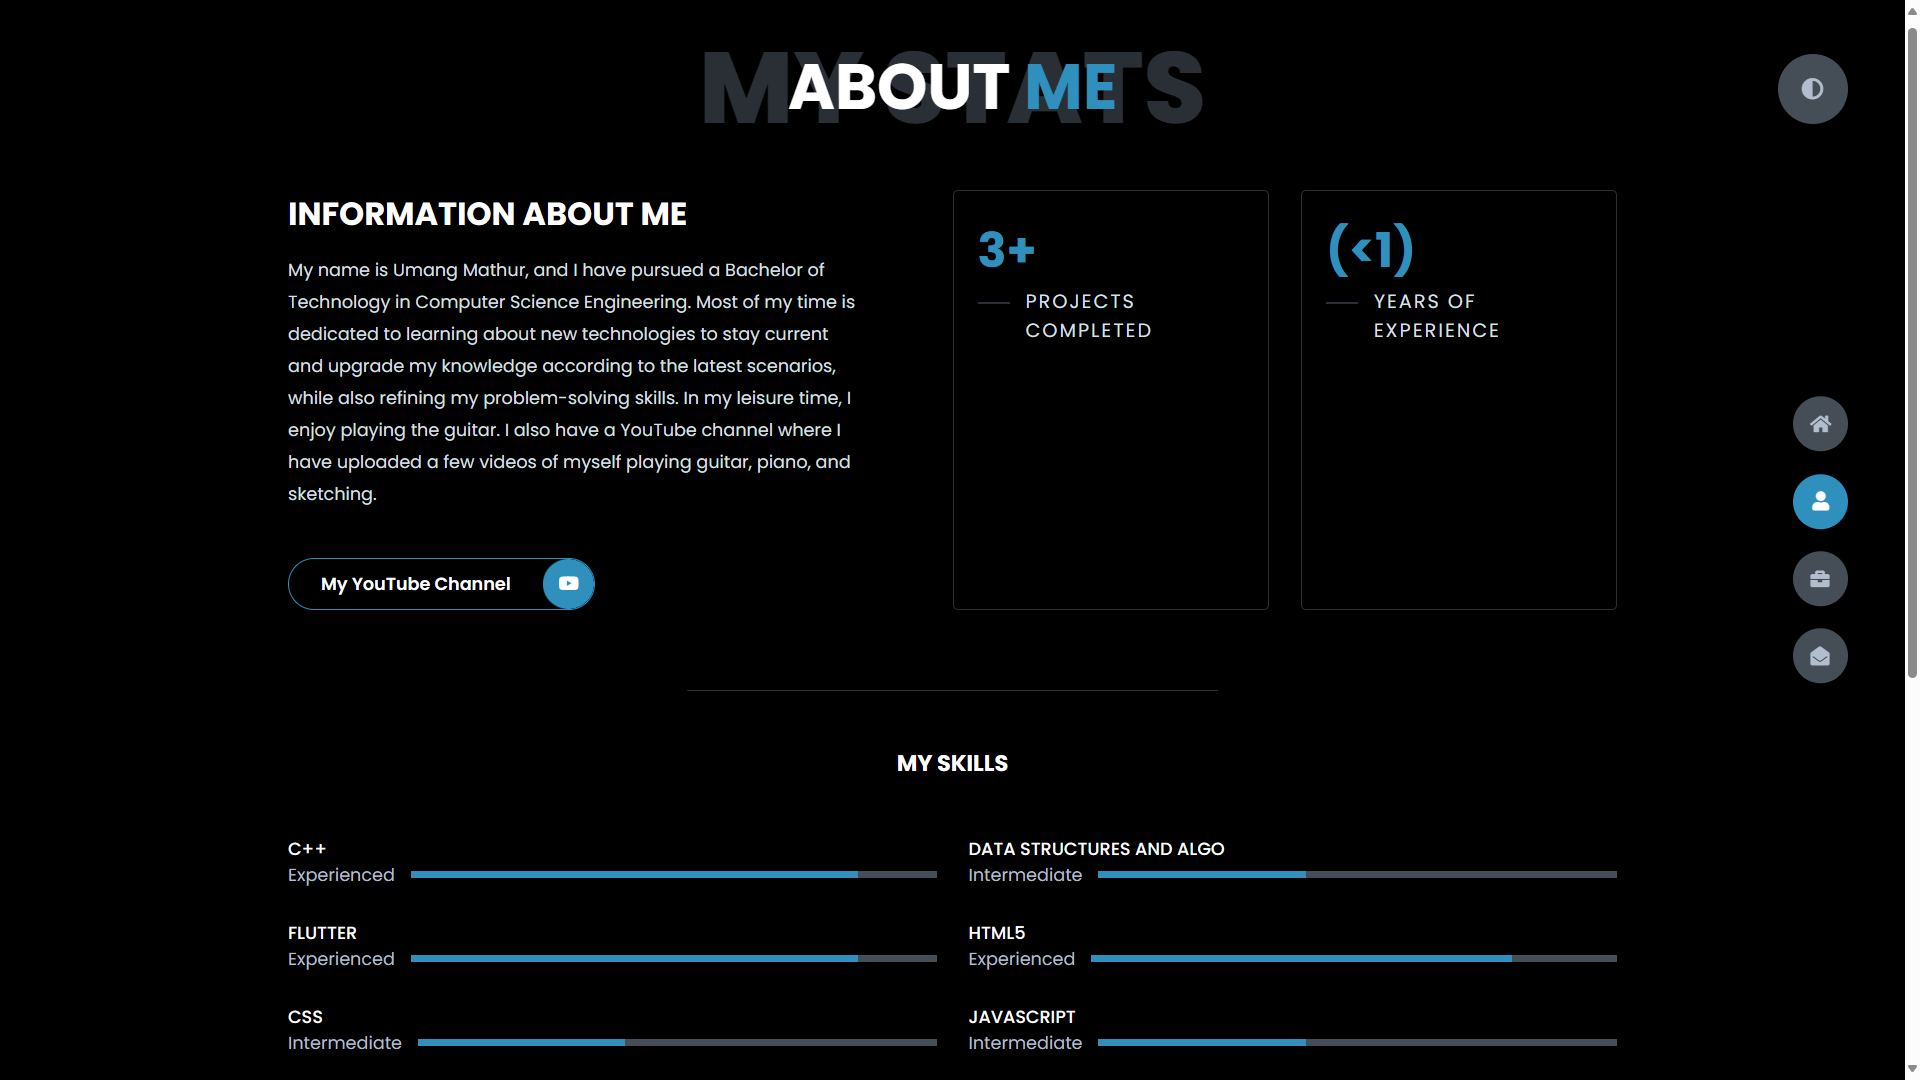 MY STATS
ABOUT ME
INFORMATION ABOUT ME
My name is Umang Mathur, and I have pursued a Bachelor of
Technology in Computer Science Engineering. Most of my time is
dedicated to learning about new technologies to stay current
and upgrade my knowledge according to the latest scenarios,
while also refining my problem-solving skills. In my leisure time, I
enjoy playing the guitar. I also have a YouTube channel where I
have uploaded a few videos of myself playing guitar, piano, and
sketching.
My YouTube Channel
3+
PROJECTS
COMPLETED
(<1)
YEARS OF
EXPERIENCE
MY SKILLS
C++
Experienced
DATA STRUCTURES AND ALGO
Intermediate
FLUTTER
Experienced
HTML5
Experienced
CSS
Intermediate
JAVASCRIPT
Intermediate